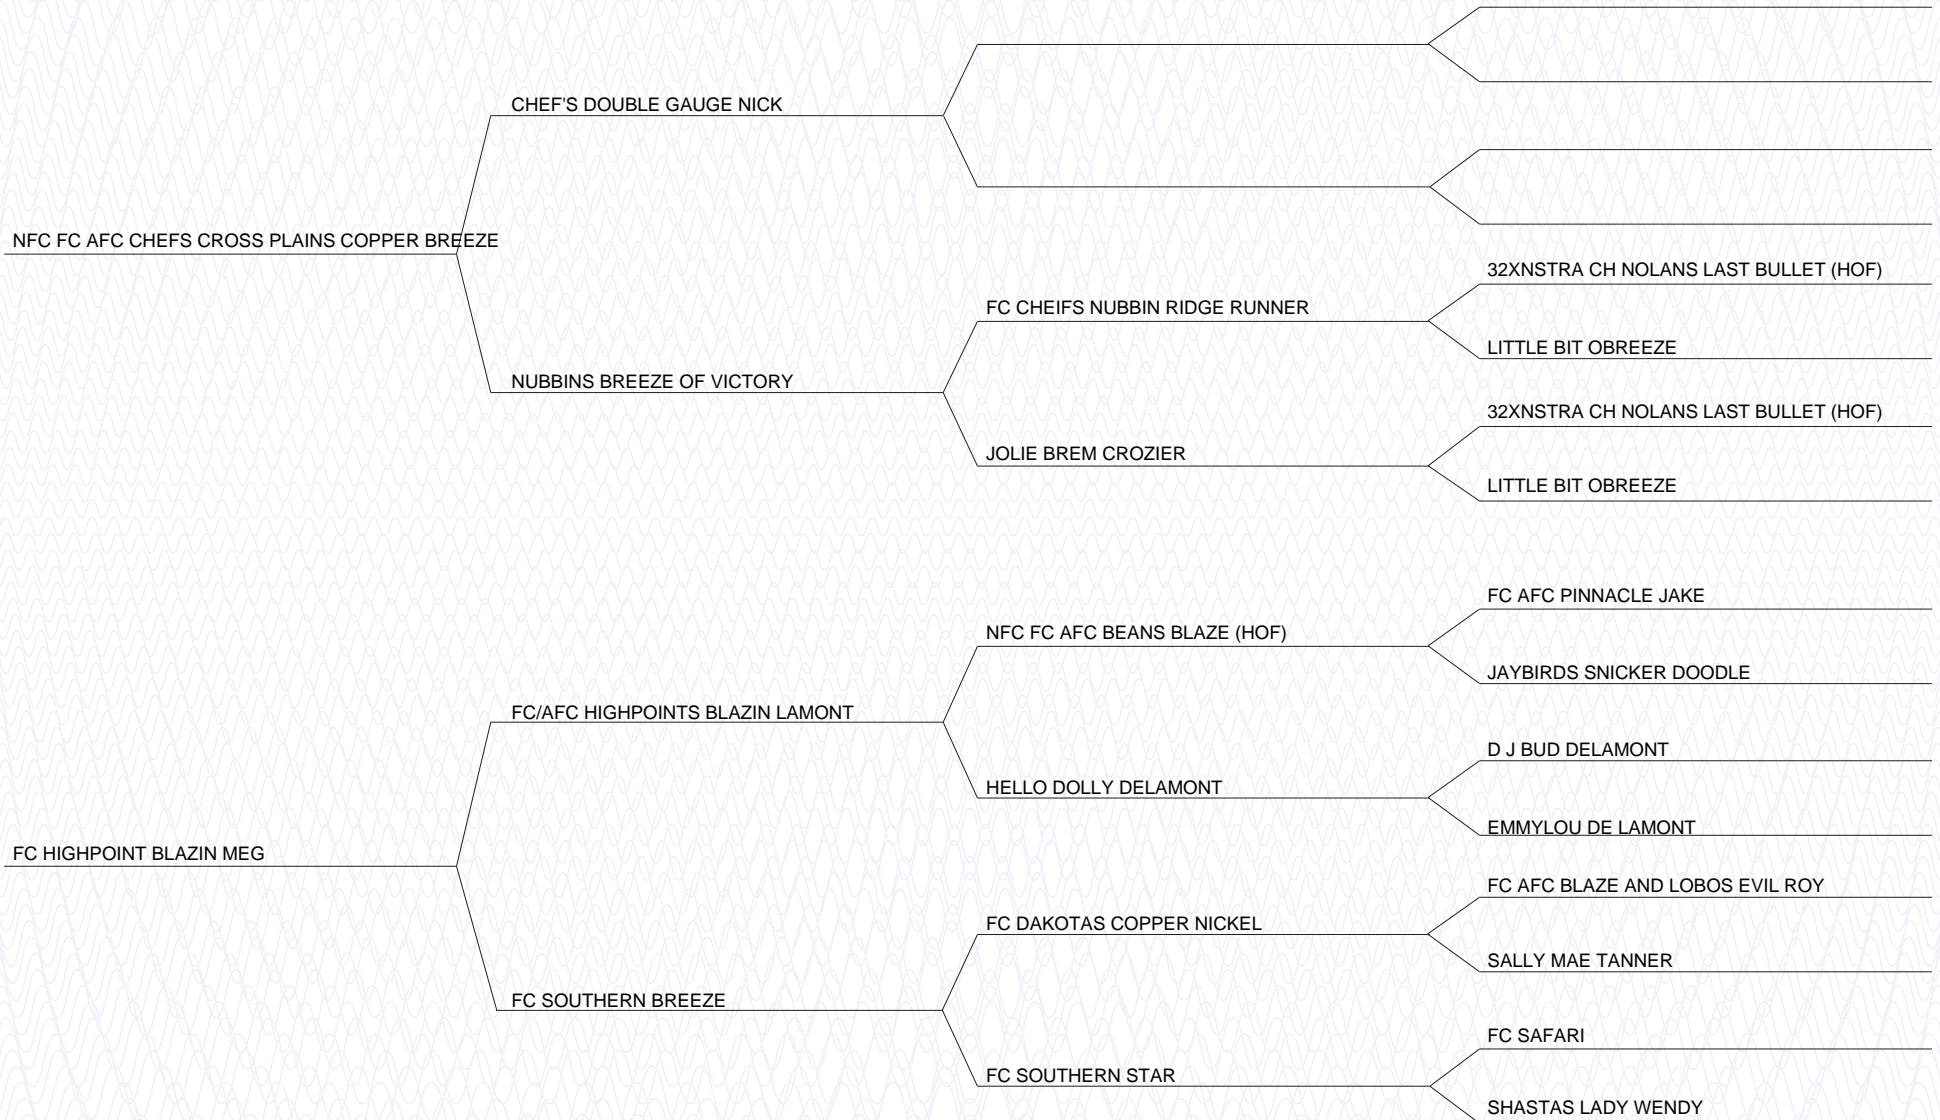 CHEF'S DOUBLE GAUGE NICK
NFC FC AFC CHEFS CROSS PLAINS COPPER BREEZE
32XNSTRA CH NOLANS LAST BULLET (HOF)
FC CHEIFS NUBBIN RIDGE RUNNER
LITTLE BIT OBREEZE
NUBBINS BREEZE OF VICTORY
32XNSTRA CH NOLANS LAST BULLET (HOF)
JOLIE BREM CROZIER
LITTLE BIT OBREEZE
FC AFC PINNACLE JAKE
NFC FC AFC BEANS BLAZE (HOF)
JAYBIRDS SNICKER DOODLE
FC/AFC HIGHPOINTS BLAZIN LAMONT
D J BUD DELAMONT
HELLO DOLLY DELAMONT
EMMYLOU DE LAMONT
FC HIGHPOINT BLAZIN MEG
FC AFC BLAZE AND LOBOS EVIL ROY
FC DAKOTAS COPPER NICKEL
SALLY MAE TANNER
FC SOUTHERN BREEZE
FC SAFARI
FC SOUTHERN STAR
SHASTAS LADY WENDY